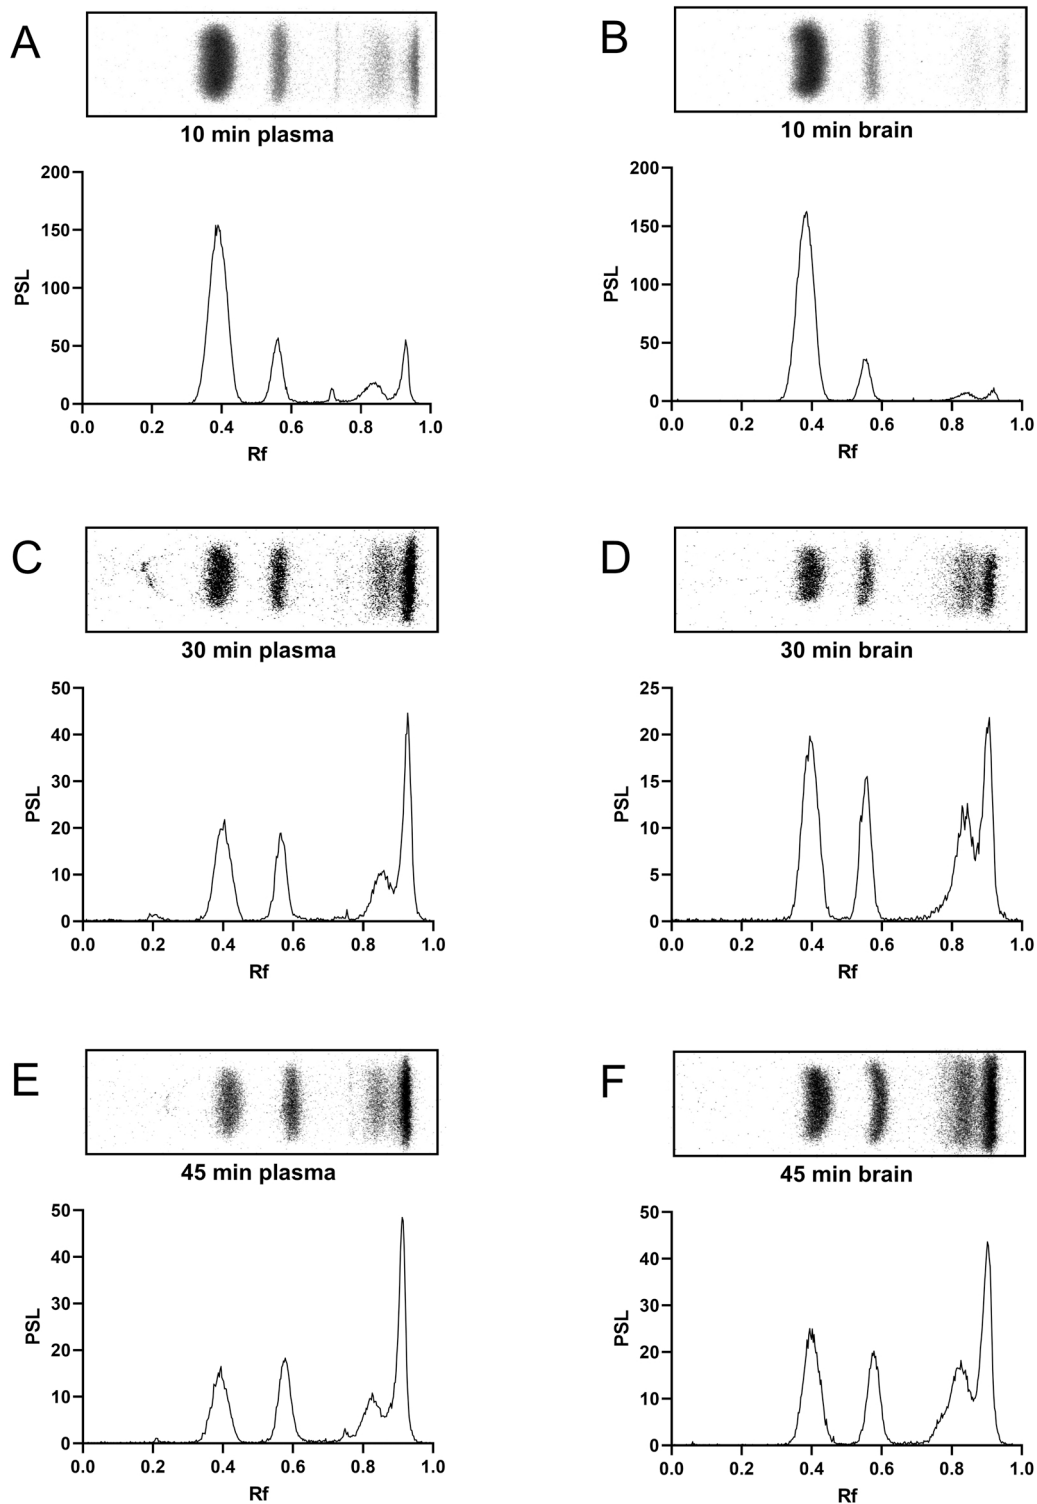 A
10 min plasma
200
150
100
50
0
PSL
0.0 0.2 0.4 0.6 0.8 1.0
Rf
B
10 min brain
200
150
100
50
0
PSL
0.0 0.2 0.4 0.6 0.8 1.0
Rf
C
30 min plasma
50
40
30
20
10
0
PSL
0.0 0.2 0.4 0.6 0.8 1.0
Rf
D
30 min brain
25
20
15
10
5
0
PSL
0.0 0.2 0.4 0.6 0.8 1.0
Rf
E
45 min plasma
50
40
30
20
10
0
PSL
0.0 0.2 0.4 0.6 0.8 1.0
Rf
F
45 min brain
50
40
30
20
10
0
PSL
0.0 0.2 0.4 0.6 0.8 1.0
Rf